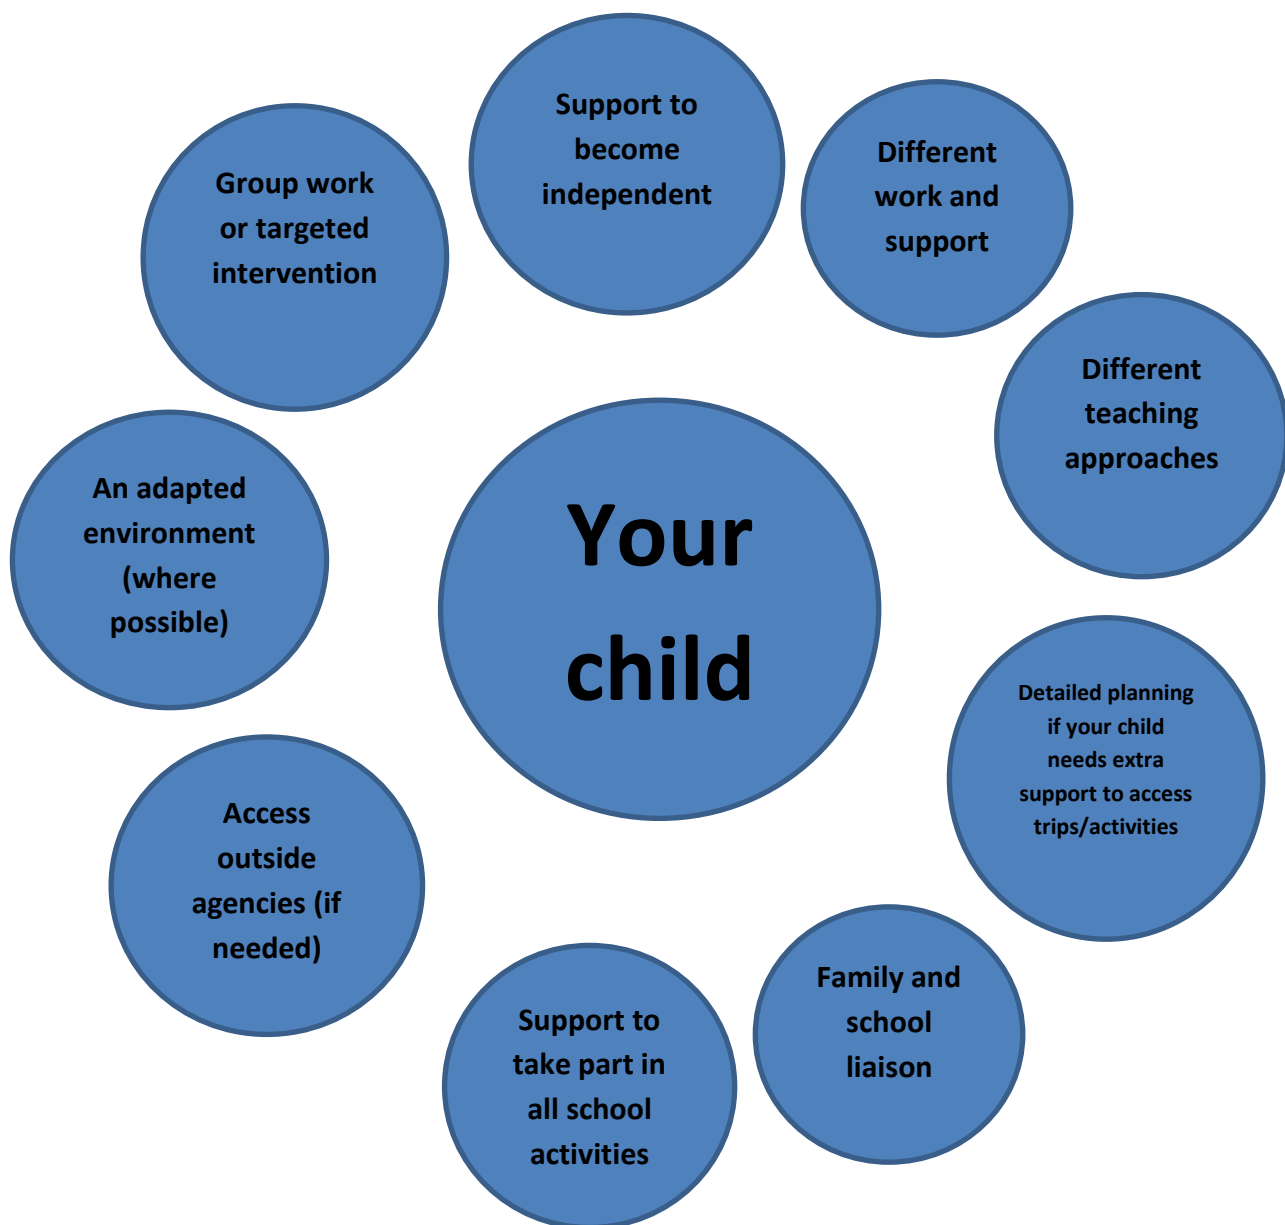 Support to
become
independent
Different
work and
support
Group work
or targeted
intervention
Different
teaching
approaches
An adapted
environment
(where
possible)
Your
child
Detailed planning
if your child
needs extra
support to access
trips/activities
Access
outside
agencies (if
needed)
Family and
school
liaison
Support to
take part in
all school
activities